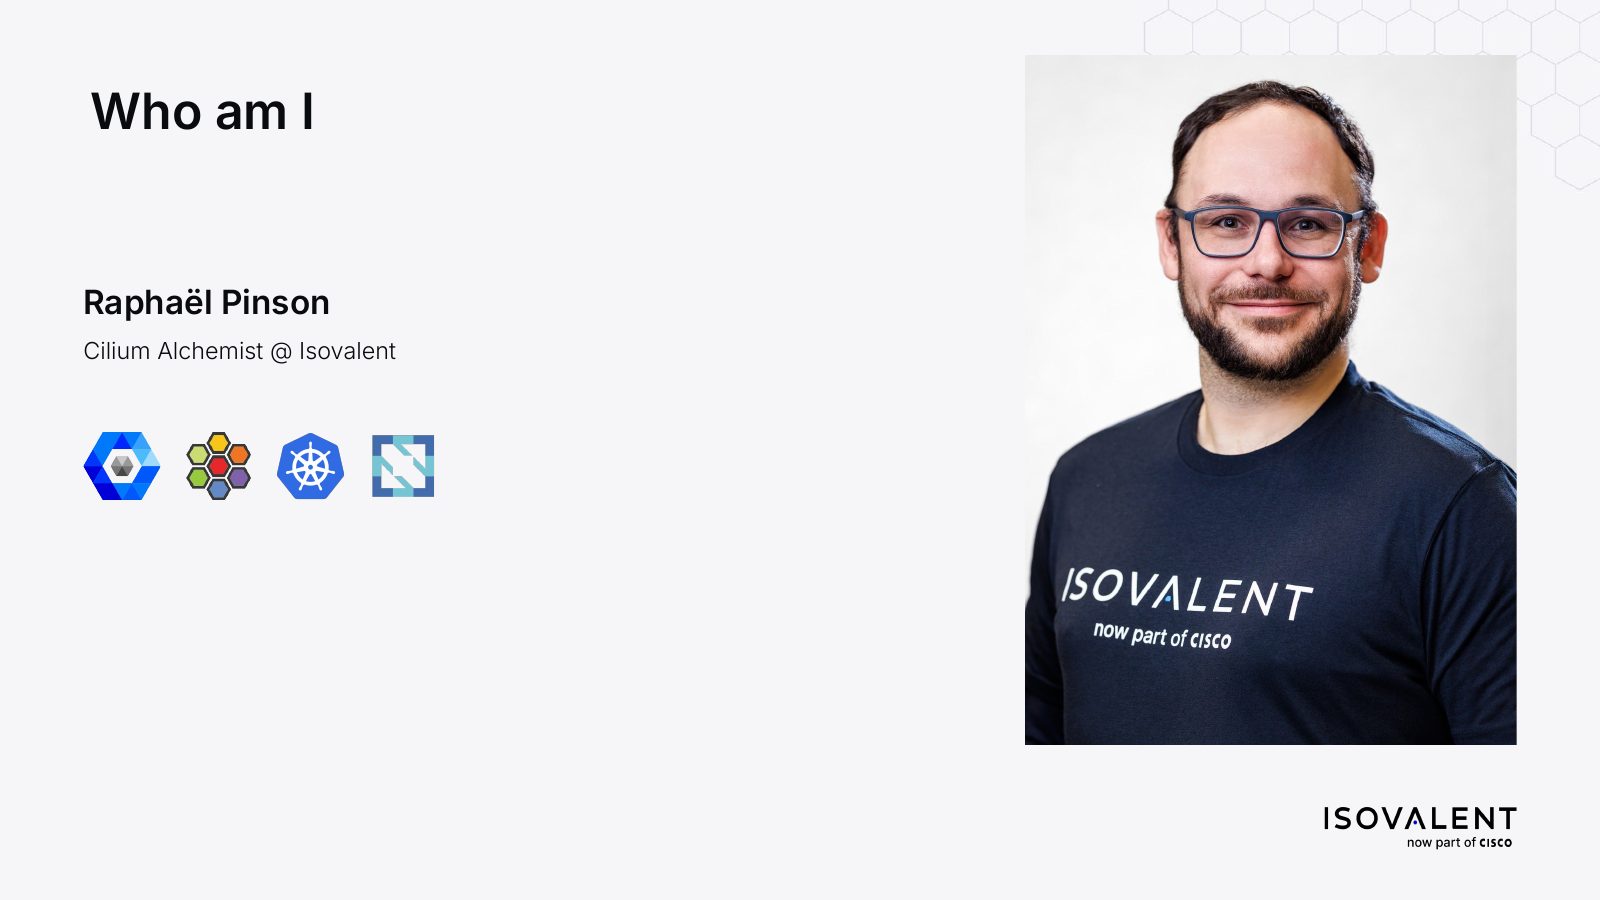 Who am I
Raphaël Pinson
Cilium Alchemist @ Isovalent
ISOVALENT
now part of CISCO
ISOVALENT
now part of CISCO